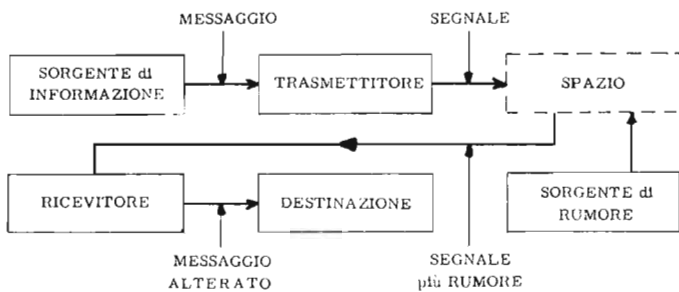 MESSAGGIO
SEGNALE
SORGENTE di
INFORMAZIONE
TRASMETTITORE
SPAZIO
RICEVITORE
DESTINAZIONE
SORGENTE di
RUMORE
MESSAGGIO
ALTERATO
SEGNALE
più RUMORE